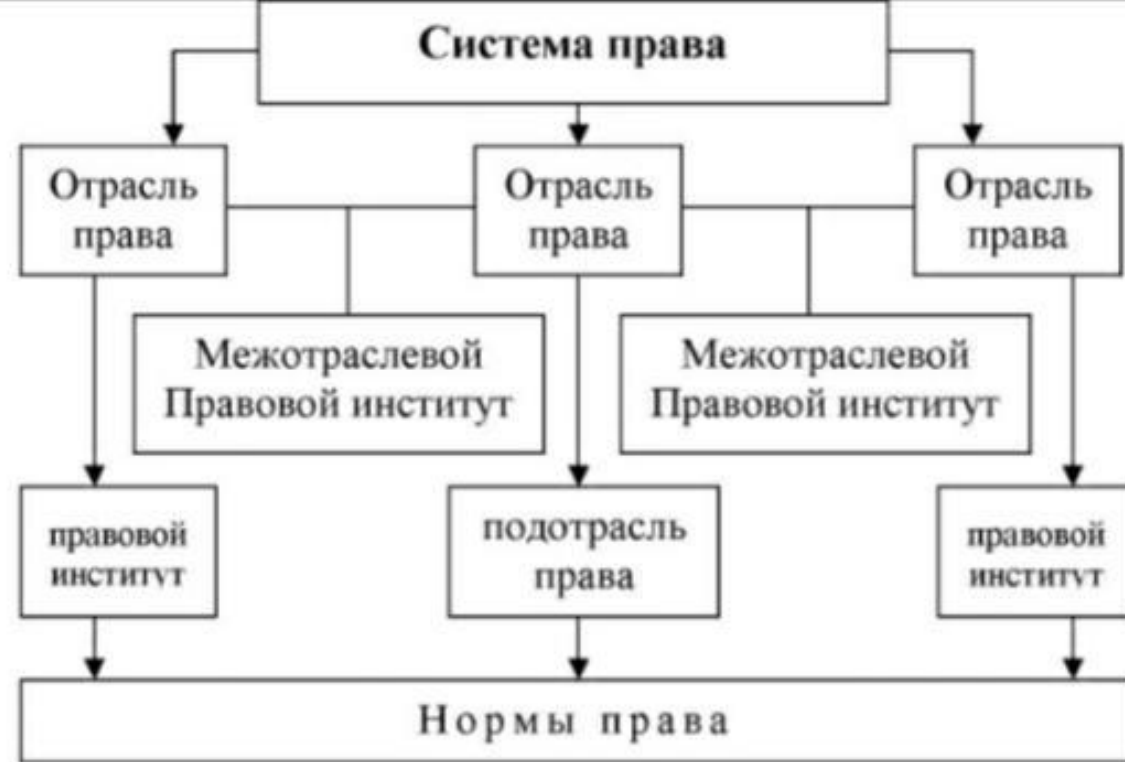 Система права
Отрасль
права
Отрасль
права
Отрасль
права
Межотраслевой
Правовой институт
Межотраслевой
Правовой институт
правовой
институт
подотрасль
права
правовой
институт
Нормы права